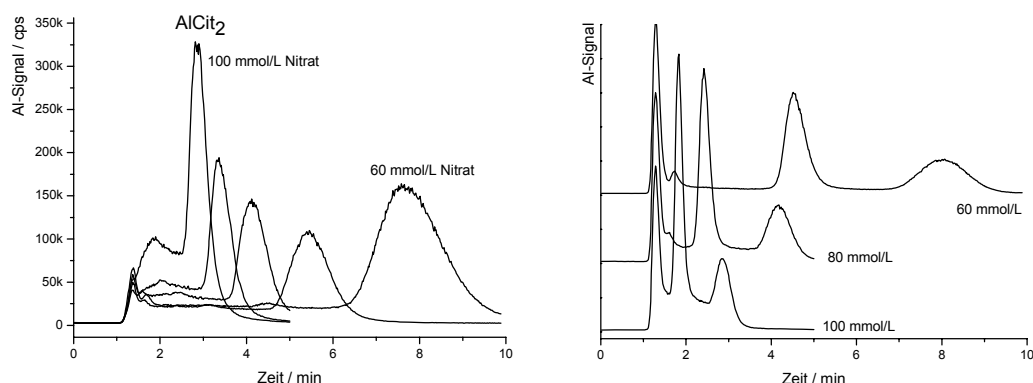 AlCit2
100 mmol/L Nitrat
60 mmol/L Nitrat
Al-Signal / cps
350k
300k
250k
200k
150k
100k
50k
0
0 2 4 6 8 10
Zeit / min
Al-Signal
60 mmol/L
80 mmol/L
100 mmol/L
0 2 4 6 8 10
Zeit / min